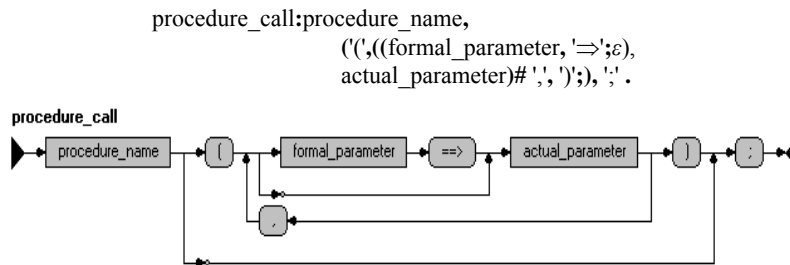 procedure_call:procedure_name,
('(',((formal_parameter, '⇒';ε),
actual_parameter)# ',', ')';), ';' .
procedure_call
procedure_name ( formal_parameter ==> actual_parameter ) ;
,